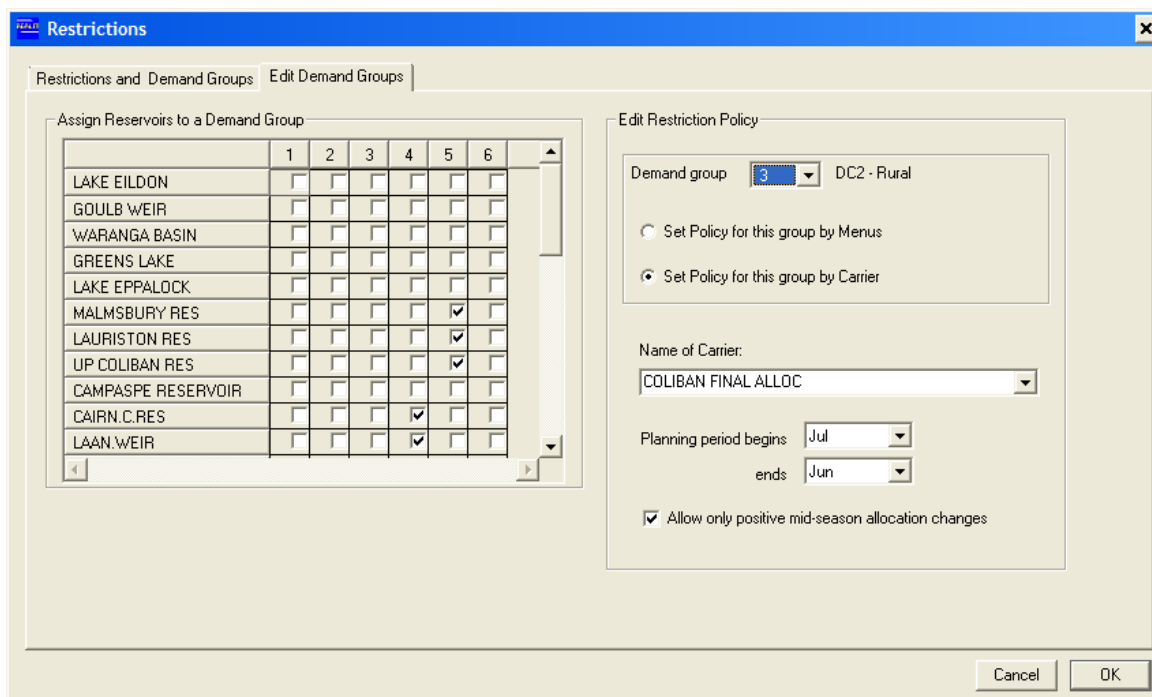 Restrictions
Restrictions and Demand Groups Edit Demand Groups
Assign Reservoirs to a Demand Group
1 2 3 4 5 6
LAKE EILDON
GOULB WEIR
WARANGA BASIN
GREENS LAKE
LAKE EPPALOCK
MALMSBURY RES
LAURISTON RES
UP COLIBAN RES
CAMPASPE RESERVOIR
CAIRN.C.RES
LAAN.WEIR
Edit Restriction Policy
Demand group 3 DC2 - Rural
Set Policy for this group by Menus
Set Policy for this group by Carrier
Name of Carrier:
COLIBAN FINAL ALLOC
Planning period begins Jul
ends Jun
Allow only positive mid-season allocation changes
Cancel OK